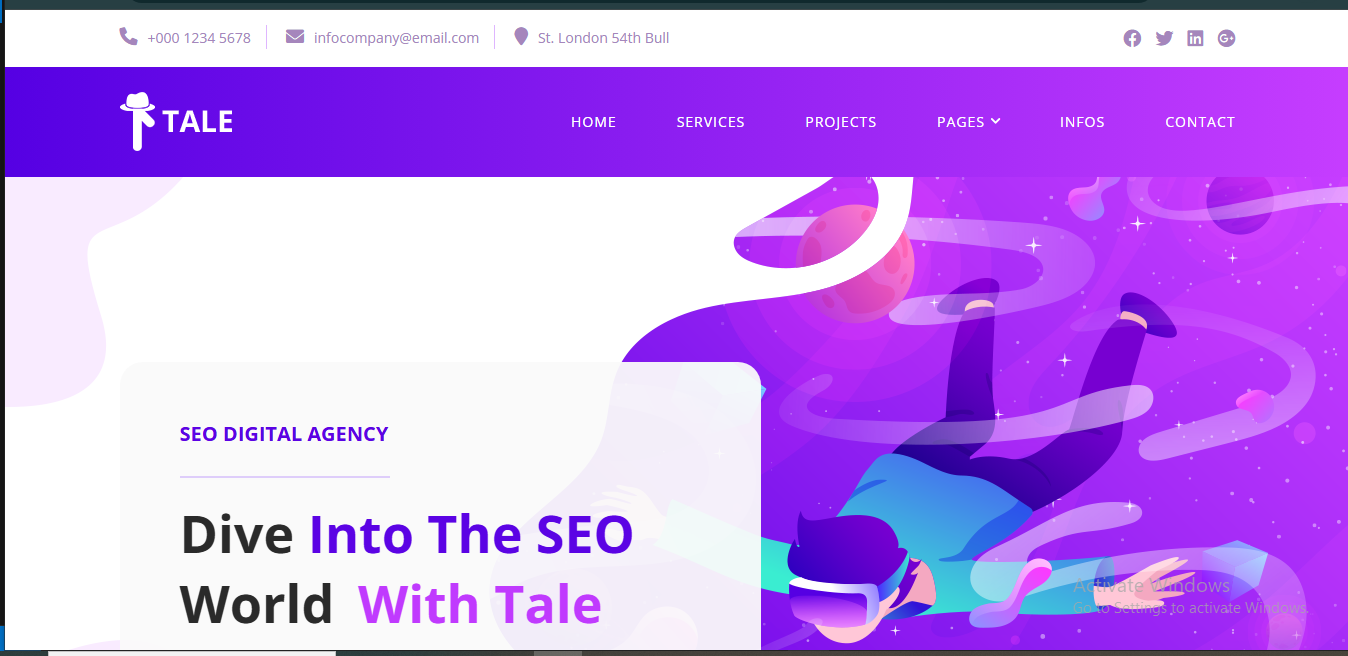 +000 1234 5678 infocompany@email.com St. London 54th Bull
TALE HOME SERVICES PROJECTS PAGES INFOS CONTACT
SEO DIGITAL AGENCY
Dive Into The SEO
World With Tale
Activate Windows
Go to Settings to activate Windows.